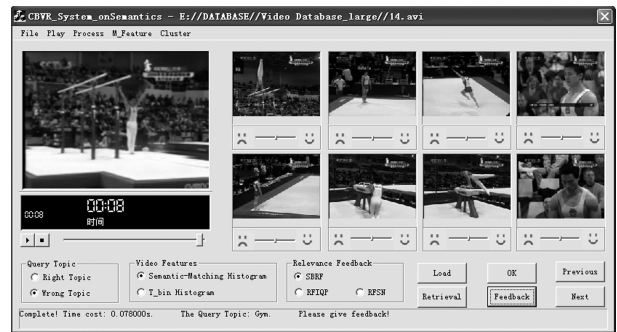 CBVR_System_onSemantics - E://DATABASE//Video Database_large//14.avi
File Play Process M_Feature Cluster
00:08 00:08
时间
Query Topic
Right Topic
Wrong Topic
Video Features
Semantic-Matching Histogram
T_bin Histogram
Relevance Feedback
SBRF
RFIQP RFSN
Load OK Previous
Retrieval Feedback Next
Complete! Time cost: 0.078000s. The Query Topic: Gym. Please give feedback!